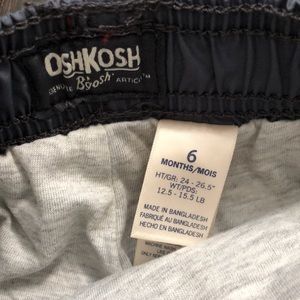 OSHKOSH
GENUINE B'gosh ARTICLE
6
MONTHS/MOIS
HT/GR: 24 - 26.5"
WT/PDS:
12.5 - 15.5 LB
MADE IN BANGLADESH
FABRIQUÉ AU BANGLADESH
HECHO EN BANGLADESH